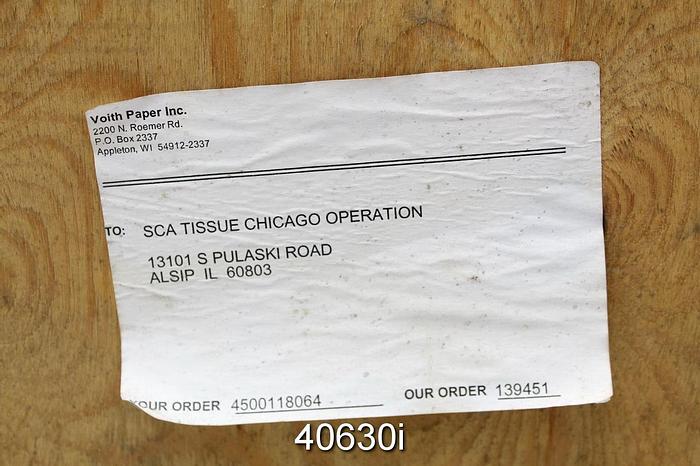 Voith Paper Inc.
2200 N. Roemer Rd.
P.O. Box 2337
Appleton, WI 54912-2337
TO: SCA TISSUE CHICAGO OPERATION
13101 S PULASKI ROAD
ALSIP IL 60803
YOUR ORDER 4500118064 OUR ORDER 139451
40630i